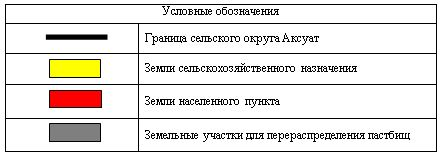 Условные обозначения
Граница сельского округа Аксуат
Земли сельскохозяйственного назначения
Земли населенного пункта
Земельные участки для перераспределения пастбищ